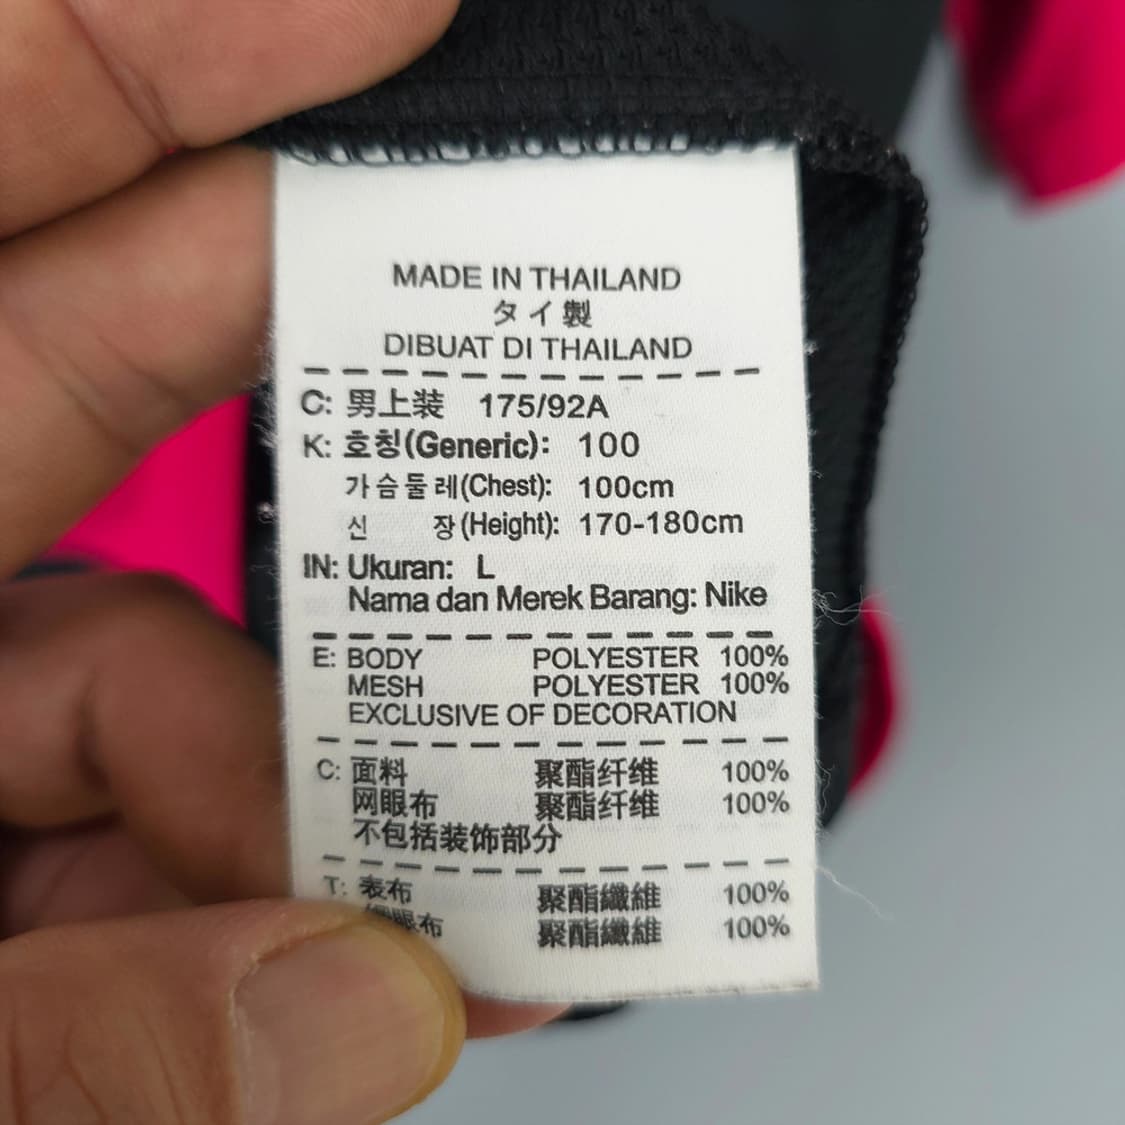 MADE IN THAILAND
タイ製
DIBUAT DI THAILAND
C: 男上装 175/92A
K: 호칭(Generic): 100
가슴둘레(Chest): 100cm
신 장(Height): 170-180cm
IN: Ukuran: L
Nama dan Merek Barang: Nike
E: BODY POLYESTER 100%
MESH POLYESTER 100%
EXCLUSIVE OF DECORATION
C: 面料 聚酯纤维 100%
网眼布 聚酯纤维 100%
不包括装饰部分
T: 表布 聚酯纖維 100%
眼布 聚酯纖維 100%